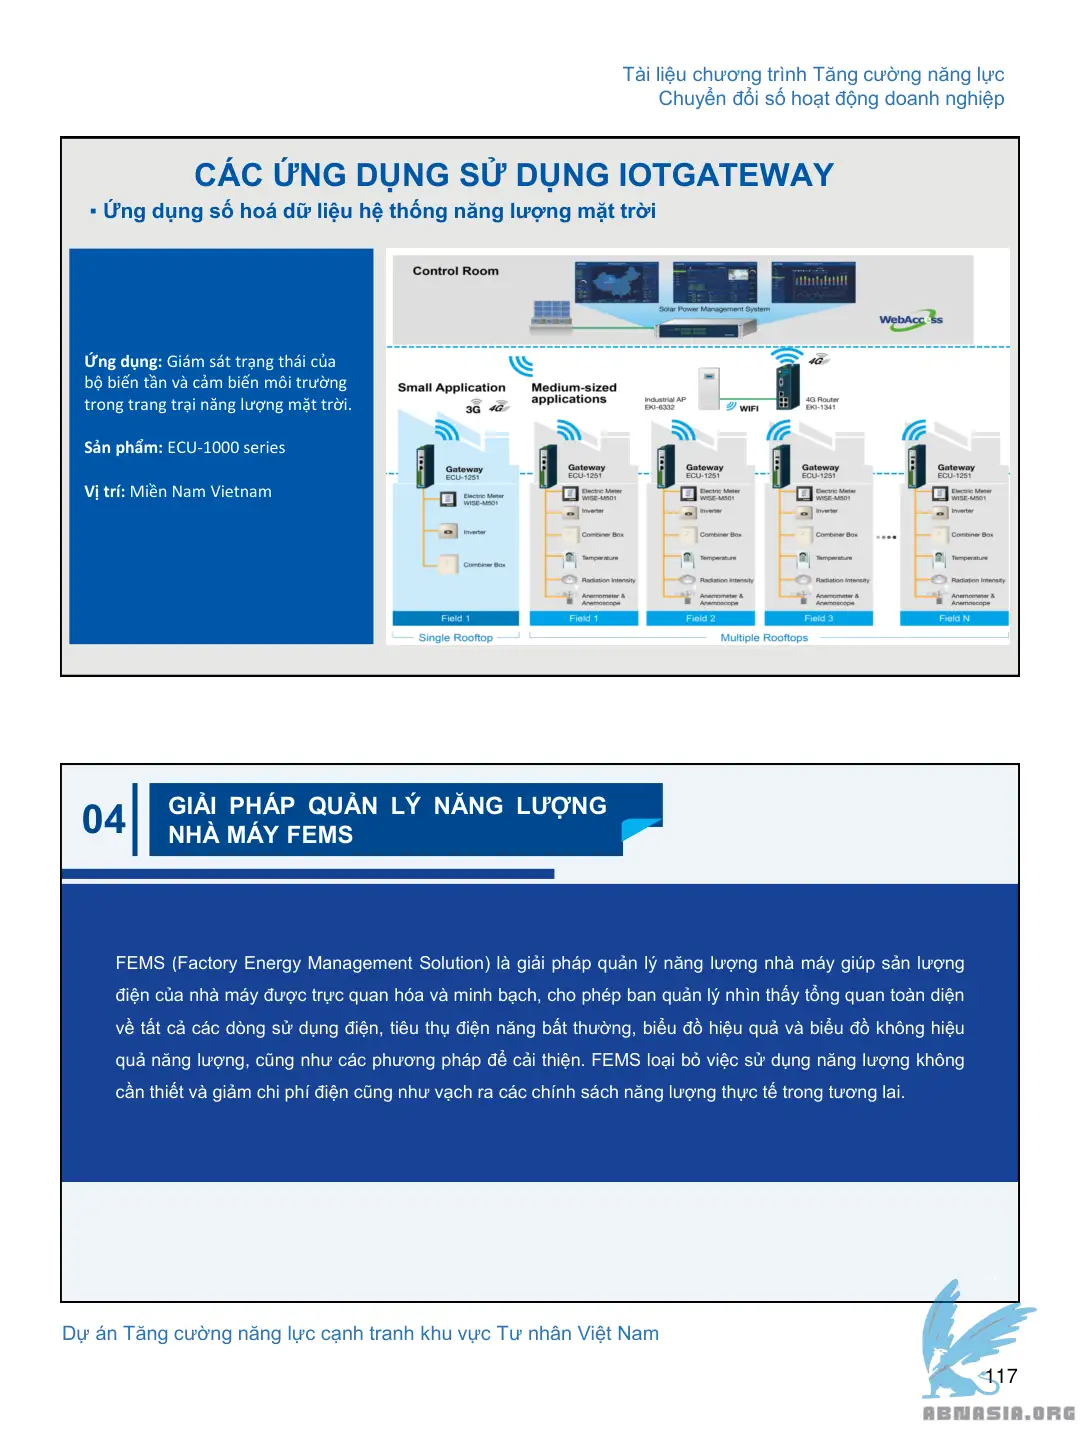 Tài liệu chương trình Tăng cường năng lực
Chuyển đổi số hoạt động doanh nghiệp
CÁC ỨNG DỤNG SỬ DỤNG IOTGATEWAY
▪ Ứng dụng số hoá dữ liệu hệ thống năng lượng mặt trời
Ứng dụng: Giám sát trạng thái của
bộ biến tần và cảm biến môi trường
trong trang trại năng lượng mặt trời.
Sản phẩm: ECU-1000 series
Vị trí: Miền Nam Vietnam
Control Room
Solar Power Management System
WebAccess
Small Application
3G 4G
Medium-sized
applications
Industrial AP
EKI-6332
WIFI
4G
4G Router
EKI-1341
Gateway
ECU-1251
Electric Meter
WISE-M501
Inverter
Combiner Box
Field 1
Gateway
ECU-1251
Electric Meter
WISE-M501
Inverter
Combiner Box
Temperature
Radiation Intensity
Anemometer &
Anemoscope
Field 1
Gateway
ECU-1251
Electric Meter
WISE-M501
Inverter
Combiner Box
Temperature
Radiation Intensity
Anemometer &
Anemoscope
Field 2
Gateway
ECU-1251
Electric Meter
WISE-M501
Inverter
Combiner Box
Temperature
Radiation Intensity
Anemometer &
Anemoscope
Field 3
Gateway
ECU-1251
Electric Meter
WISE-M501
Inverter
Combiner Box
Temperature
Radiation Intensity
Anemometer &
Anemoscope
Field N
Single Rooftop
Multiple Rooftops
04
GIẢI PHÁP QUẢN LÝ NĂNG LƯỢNG
NHÀ MÁY FEMS
FEMS (Factory Energy Management Solution) là giải pháp quản lý năng lượng nhà máy giúp sản lượng
điện của nhà máy được trực quan hóa và minh bạch, cho phép ban quản lý nhìn thấy tổng quan toàn diện
về tất cả các dòng sử dụng điện, tiêu thụ điện năng bất thường, biểu đồ hiệu quả và biểu đồ không hiệu
quả năng lượng, cũng như các phương pháp để cải thiện. FEMS loại bỏ việc sử dụng năng lượng không
cần thiết và giảm chi phí điện cũng như vạch ra các chính sách năng lượng thực tế trong tương lai.
Dự án Tăng cường năng lực cạnh tranh khu vực Tư nhân Việt Nam
117
ABNASIA.ORG